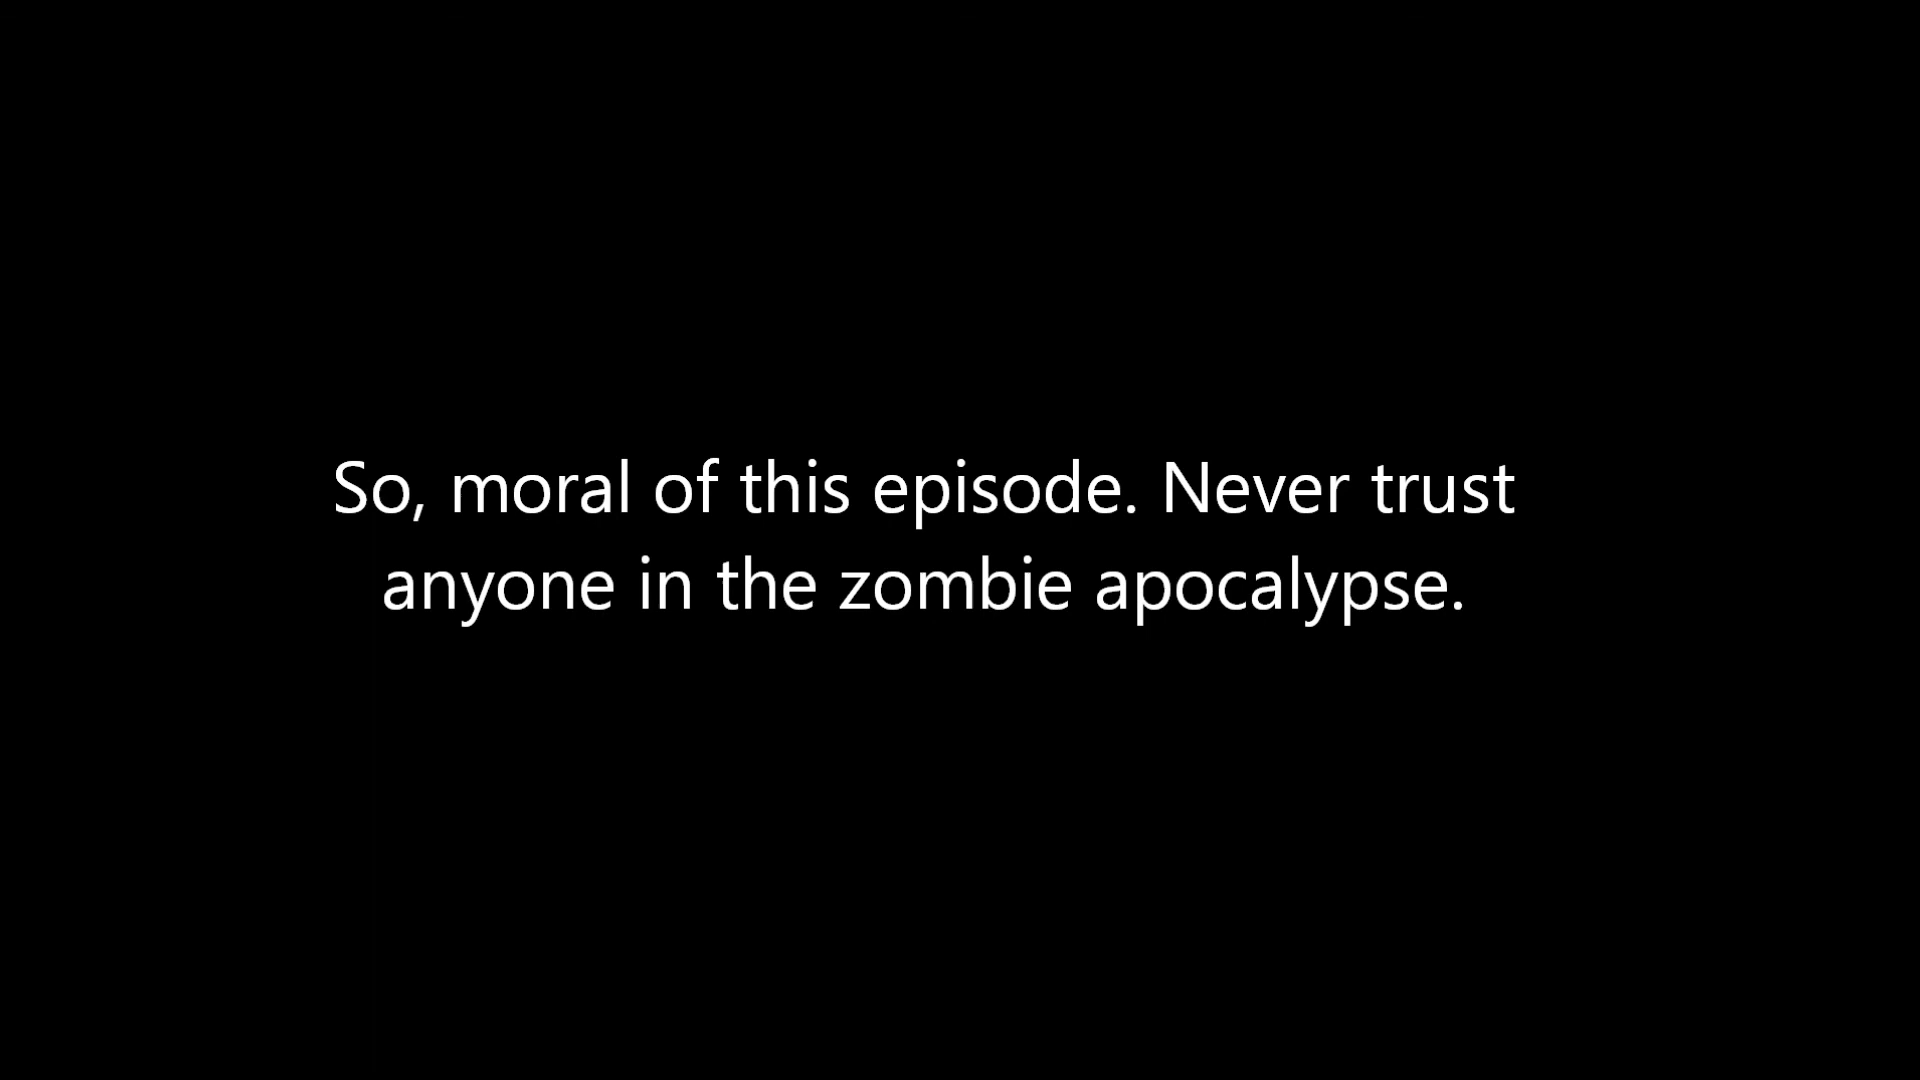 So, moral of this episode. Never trust
anyone in the zombie apocalypse.